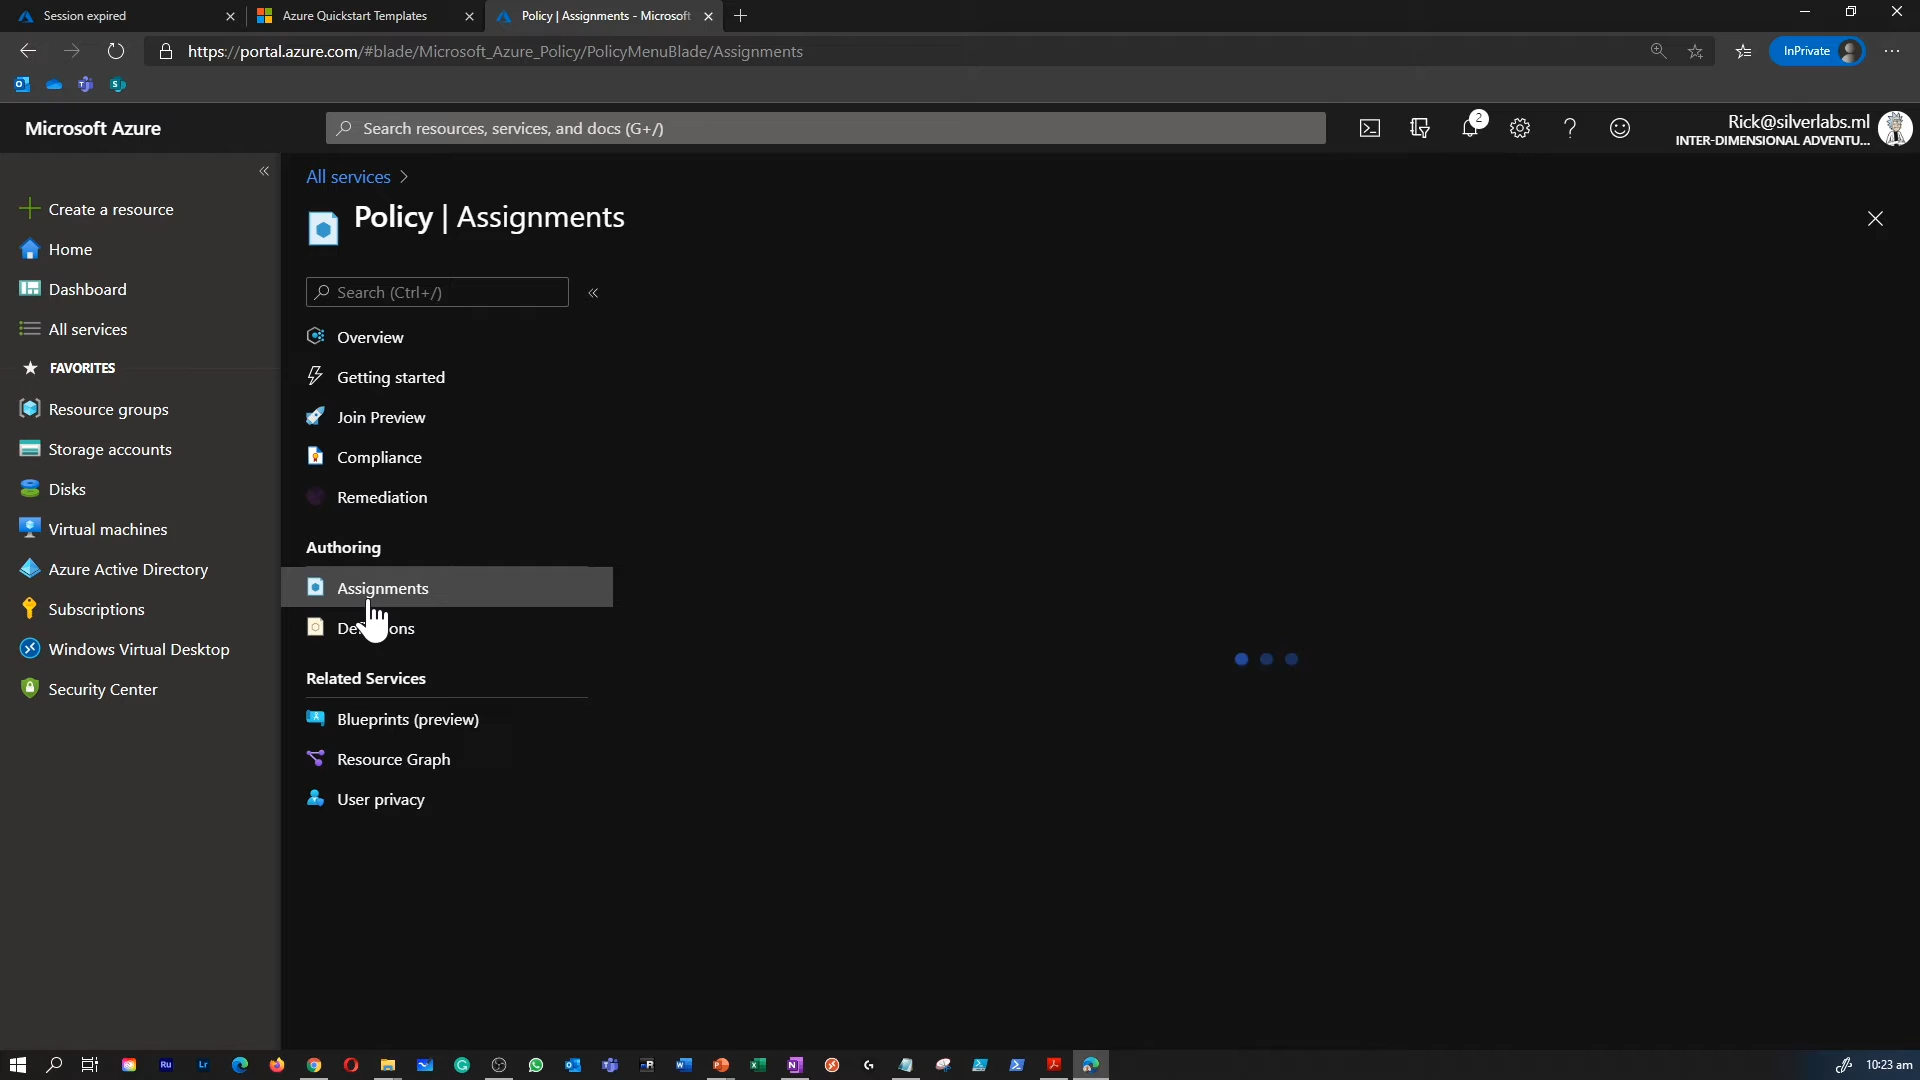 Session expired
Azure Quickstart Templates
Policy | Assignments - Microsoft
https://portal.azure.com/#blade/Microsoft_Azure_Policy/PolicyMenuBlade/Assignments
InPrivate
Microsoft Azure
Search resources, services, and docs (G+/)
2
Rick@silverlabs.ml
INTER-DIMENSIONAL ADVENTU...
Create a resource
Home
Dashboard
All services
FAVORITES
Resource groups
Storage accounts
Disks
Virtual machines
Azure Active Directory
Subscriptions
Windows Virtual Desktop
Security Center
All services
Policy | Assignments
Search (Ctrl+/)
Overview
Getting started
Join Preview
Compliance
Remediation
Authoring
Assignments
Related Services
Blueprints (preview)
Resource Graph
User privacy
Ru
Lr
10:23 am